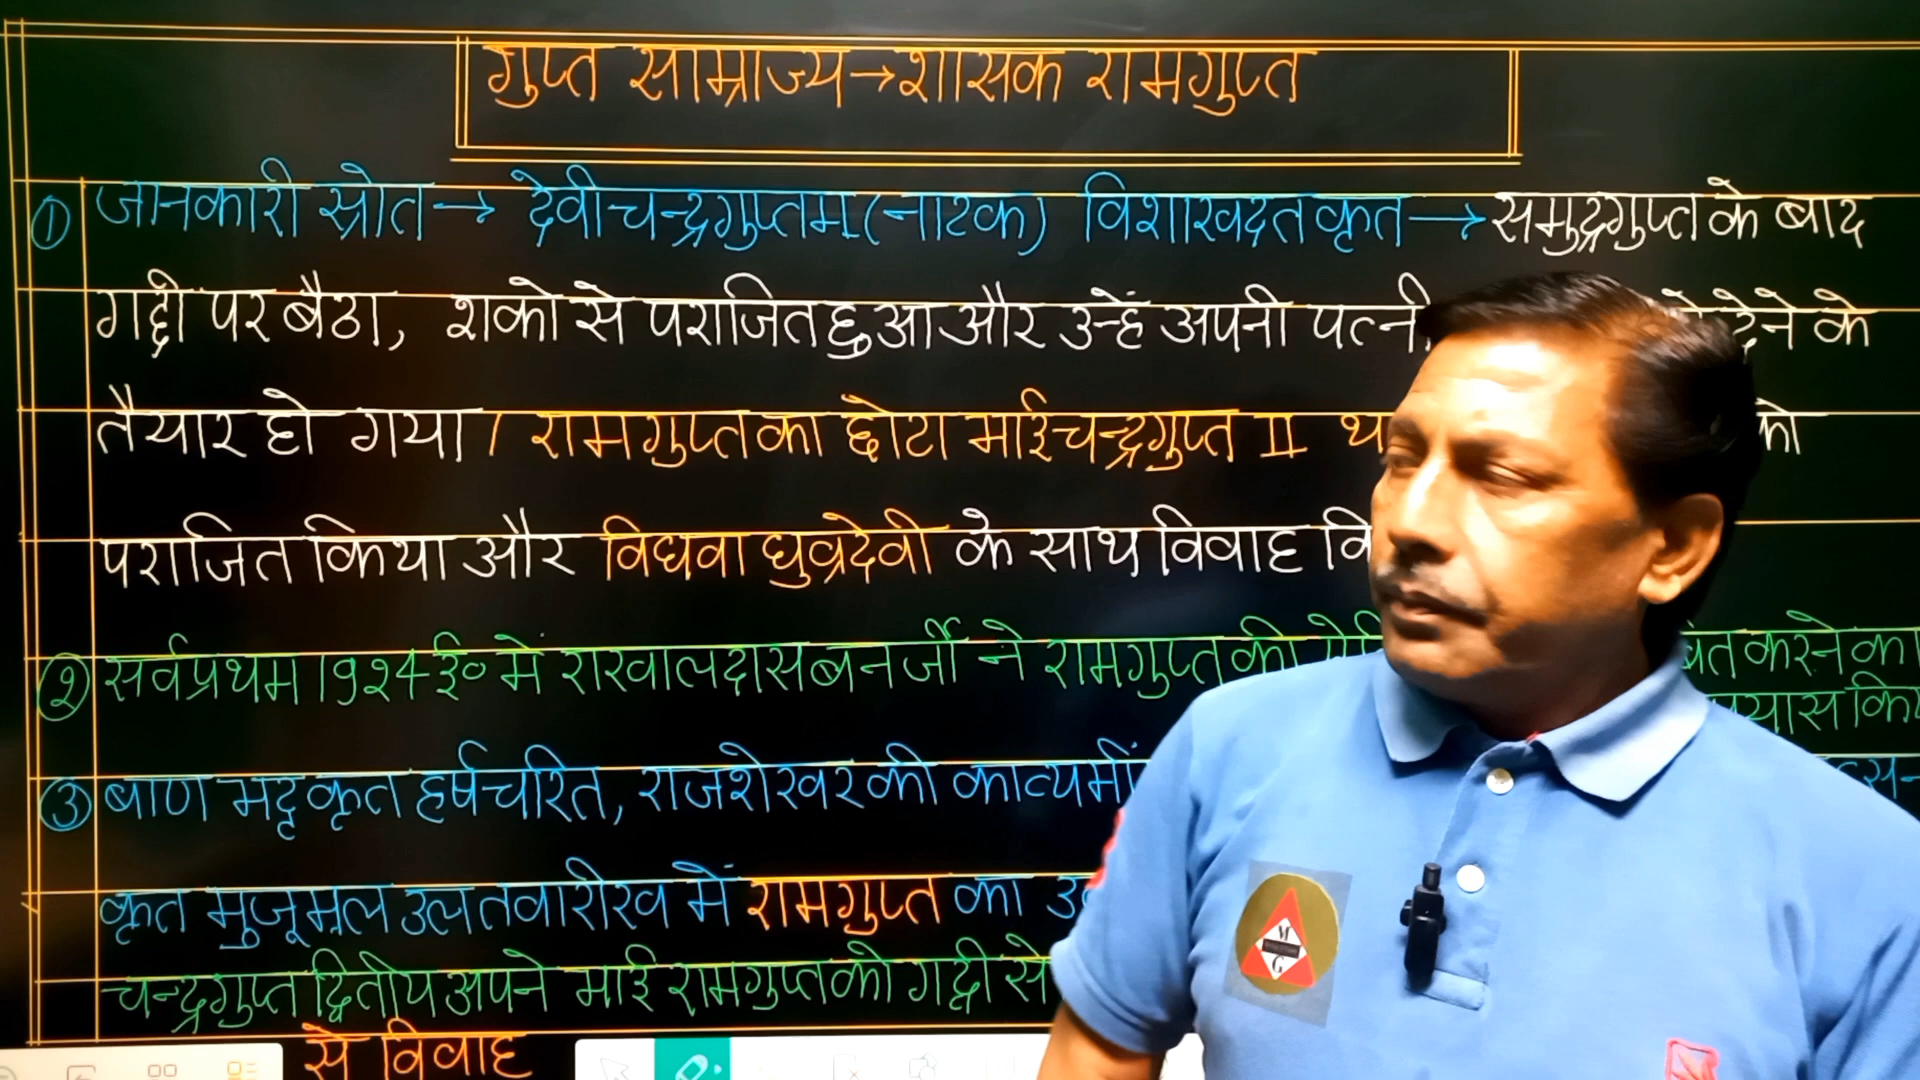 गुप्त साम्राज्य→शासक रामगुप्त
① जानकारी स्रोत→ देवीचन्द्रगुप्तम(नाटक) विशाखदत कृत→समुद्रगुप्त के बाद
गद्दी पर बैठा, शको से पराजित हुआ और उन्हें अपनी पत्नी देने के
तैयार हो गया / रामगुप्त का छोटा भाई चन्द्रगुप्त II को
पराजित किया और विधवा ध्रुवदेवी के साथ विवाह
② सर्वप्रथम 1924 ई० में राखालदास बनर्जी ने रामगुप्त की करने का
③ बाण भट्ट कृत हर्षचरित, राजशेखर की काव्यमीं
कृत मुजूमल उलतवारीख में रामगुप्त का
चन्द्रगुप्त द्वितीय अपने भाई रामगुप्त को गद्दी से
से विवाह
M
G